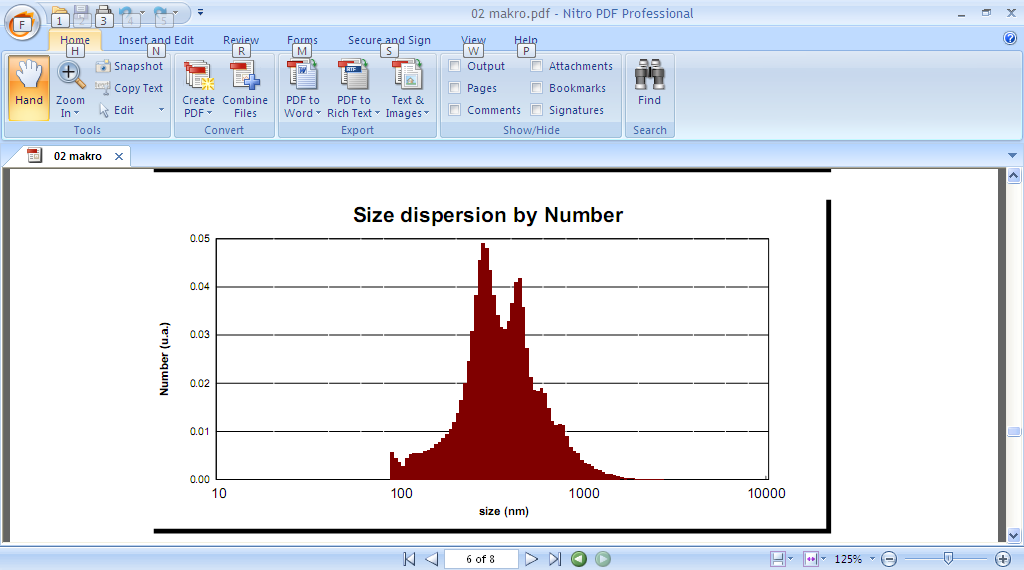 02 makro.pdf - Nitro PDF Professional
F 1 2 3 4 5
Home Insert and Edit Review Forms Secure and Sign View Help
H N R M S W P
Hand
Zoom In
Snapshot
Copy Text
Edit
Tools
Create PDF
Combine Files
Convert
PDF to Word
PDF to Rich Text
Text & Images
Export
Output Attachments
Pages Bookmarks
Comments Signatures
Show/Hide
Find
Search
02 makro
Size dispersion by Number
0.05
0.04
0.03
0.02
0.01
0.00
Number (u.a.)
10 100 1000 10000
size (nm)
6 of 8
125%